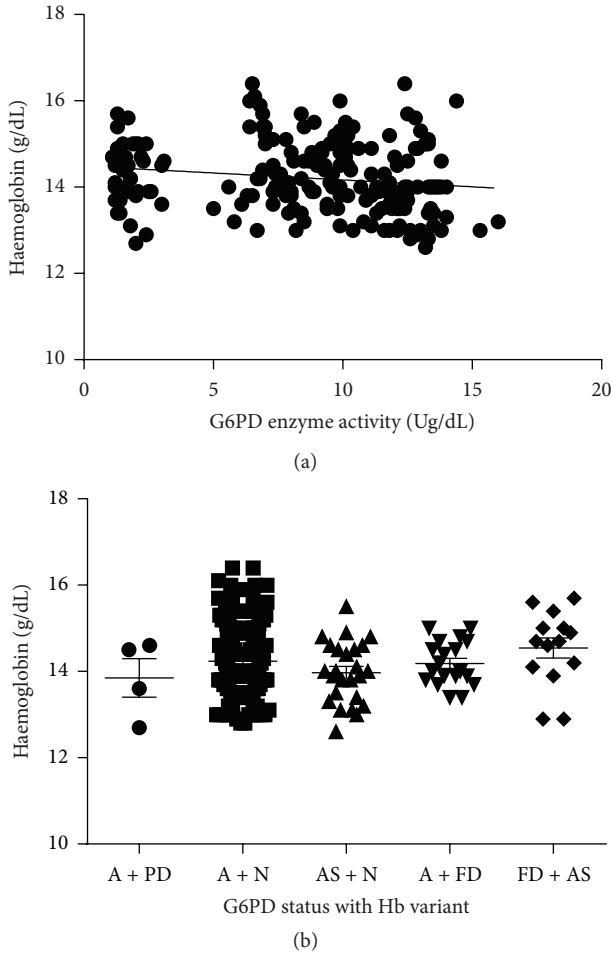 18
16
14
12
10
Haemoglobin (g/dL)
0
5
10
15
20
G6PD enzyme activity (Ug/dL)
(a)
18
16
14
12
10
Haemoglobin (g/dL)
A + PD
A + N
AS + N
A + FD
FD + AS
G6PD status with Hb variant
(b)